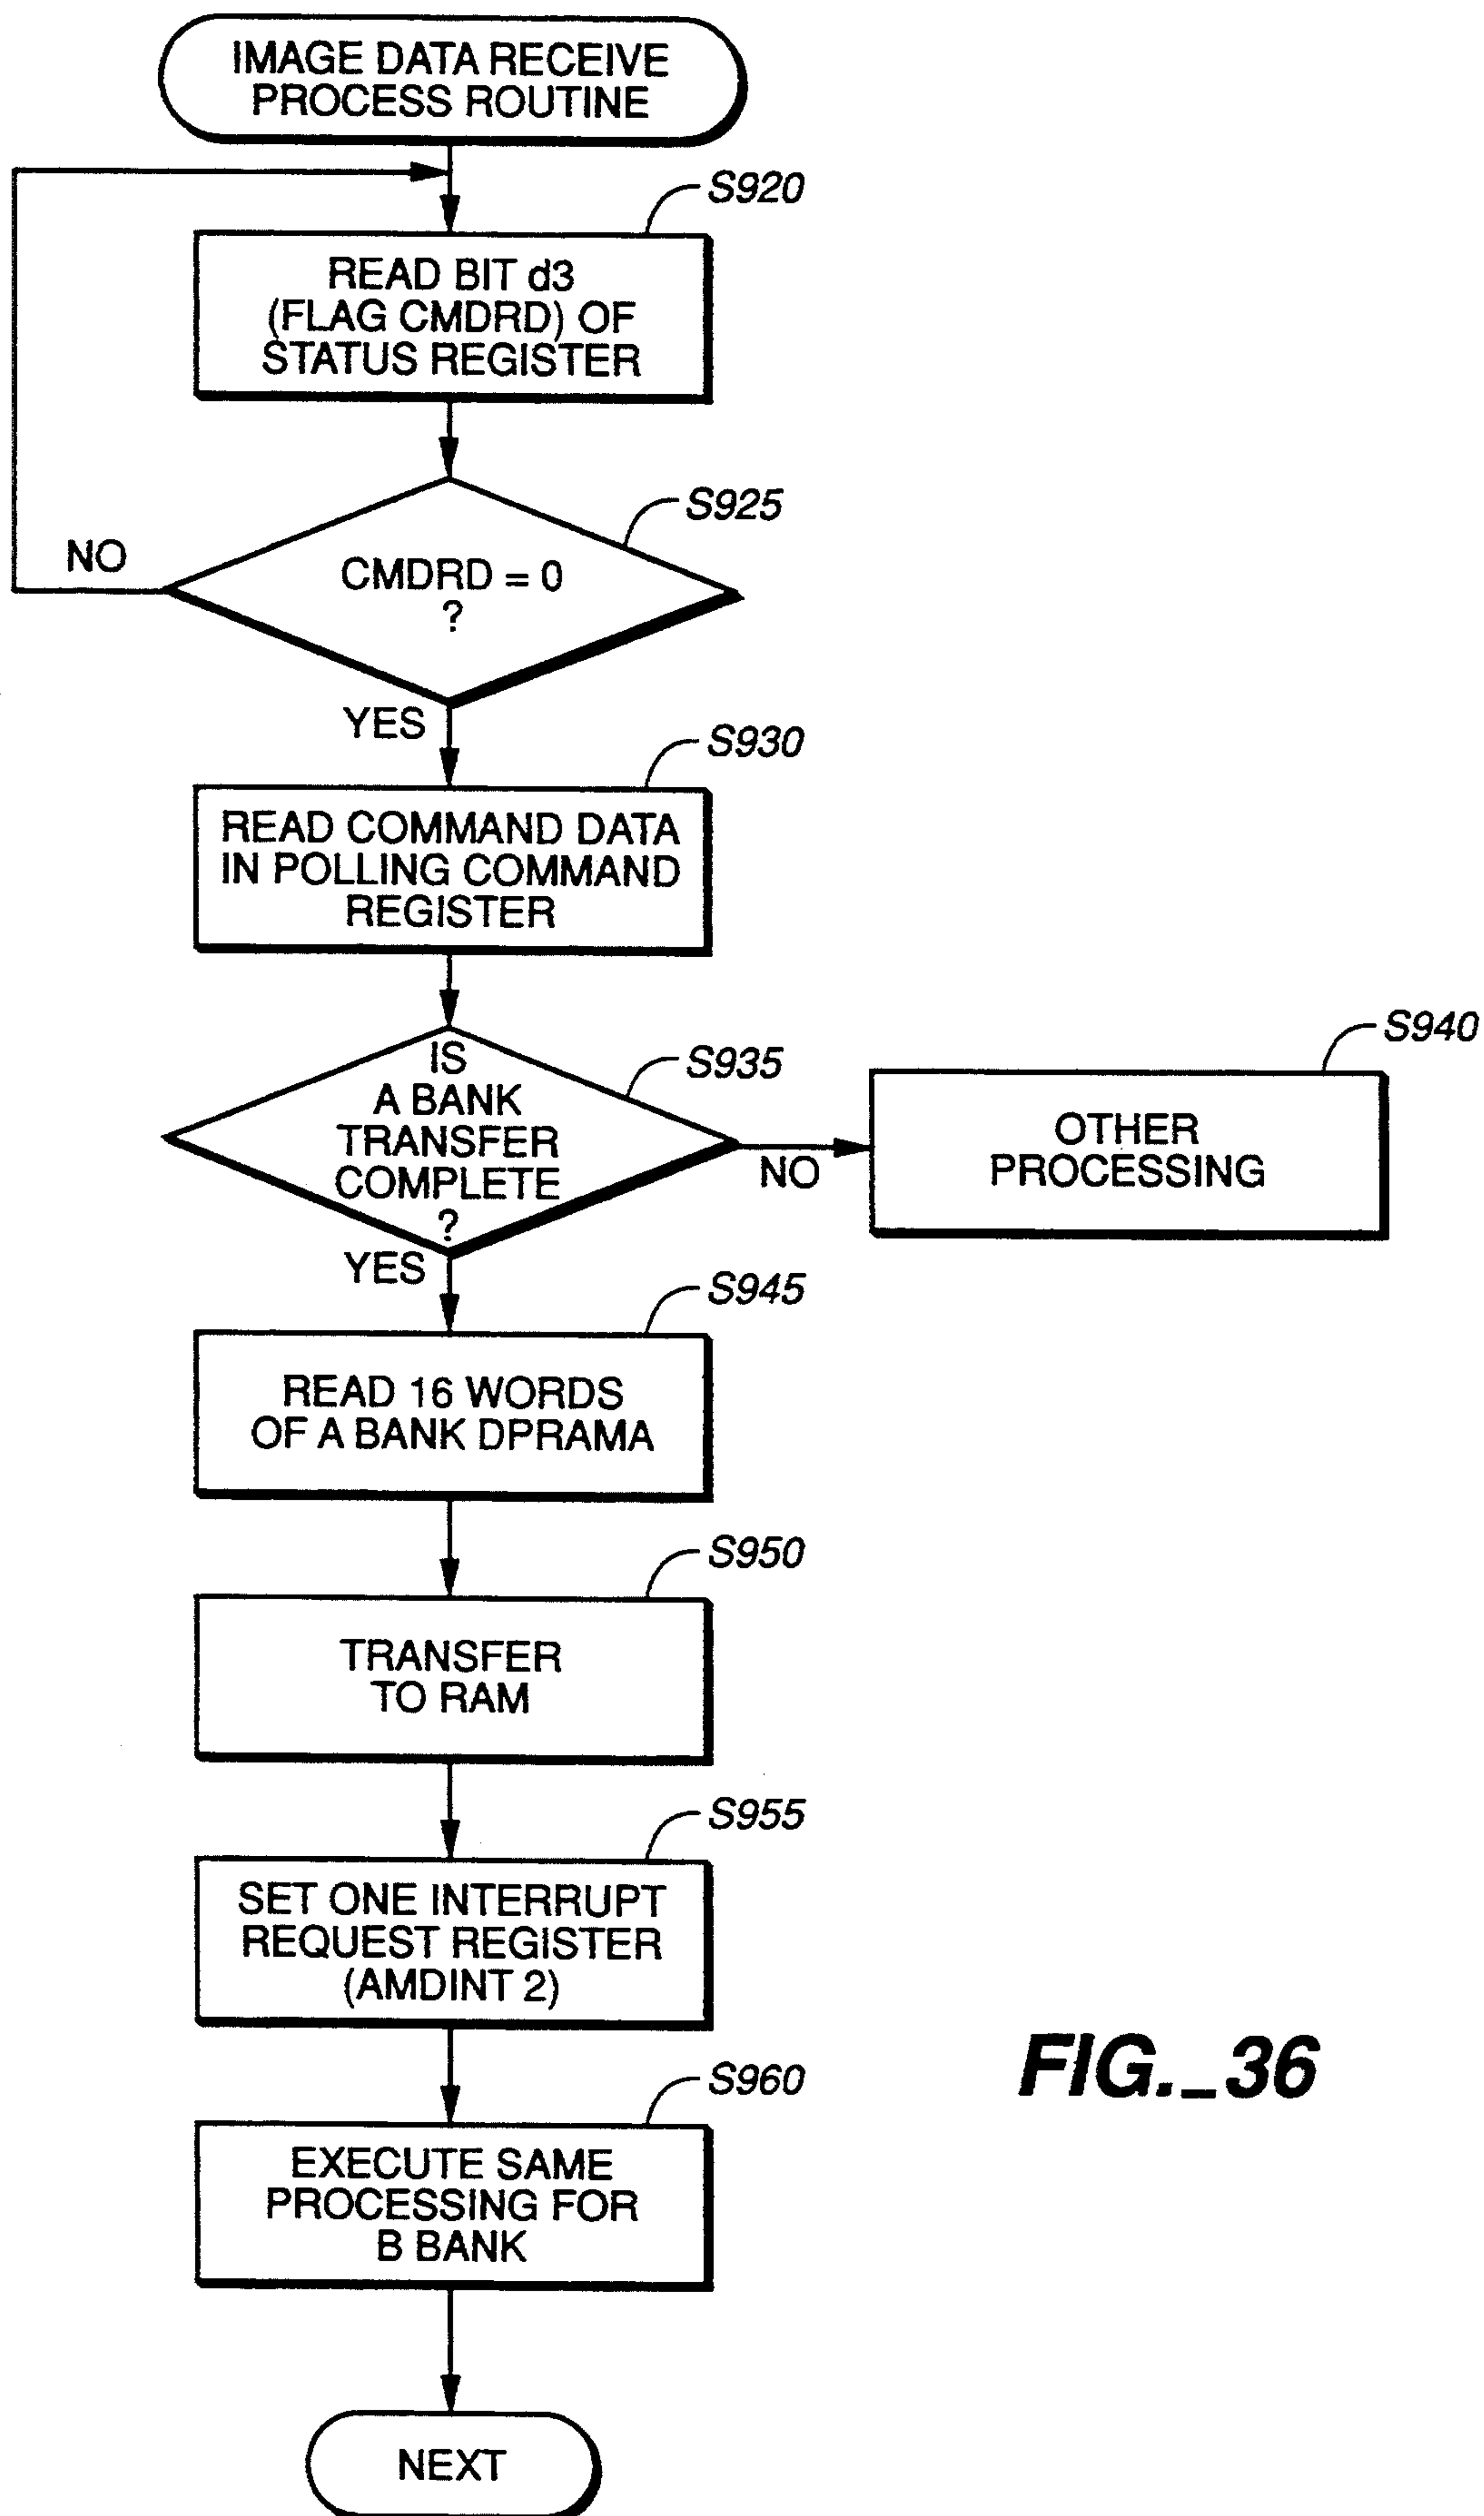 IMAGE DATA RECEIVE
PROCESS ROUTINE
S920
READ BIT d3
(FLAG CMDRD) OF
STATUS REGISTER
S925
NO
CMDRD = 0
?
YES
S930
READ COMMAND DATA
IN POLLING COMMAND
REGISTER
S935
IS
A BANK
TRANSFER
COMPLETE
?
NO
S940
OTHER
PROCESSING
YES
S945
READ 16 WORDS
OF A BANK DPRAMA
S950
TRANSFER
TO RAM
S955
SET ONE INTERRUPT
REQUEST REGISTER
(AMDINT 2)
S960
EXECUTE SAME
PROCESSING FOR
B BANK
FIG._36
NEXT